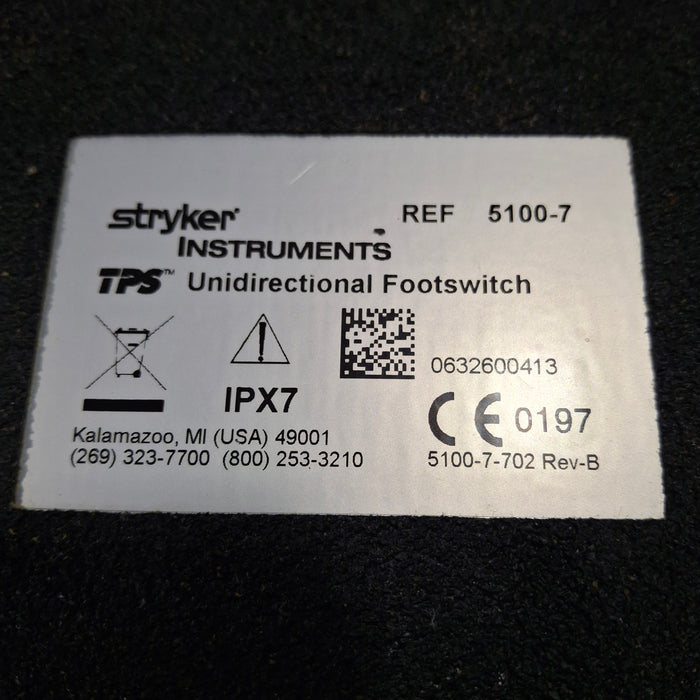 stryker REF 5100-7
INSTRUMENTS
TPS™ Unidirectional Footswitch
0632600413
IPX7
CE 0197
Kalamazoo, MI (USA) 49001
(269) 323-7700 (800) 253-3210
5100-7-702 Rev-B